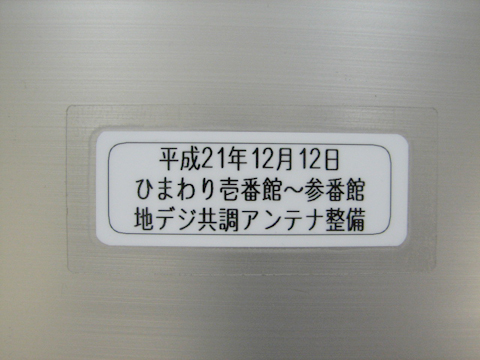 平成21年12月12日
ひまわり壱番館～参番館
地デジ共調アンテナ整備